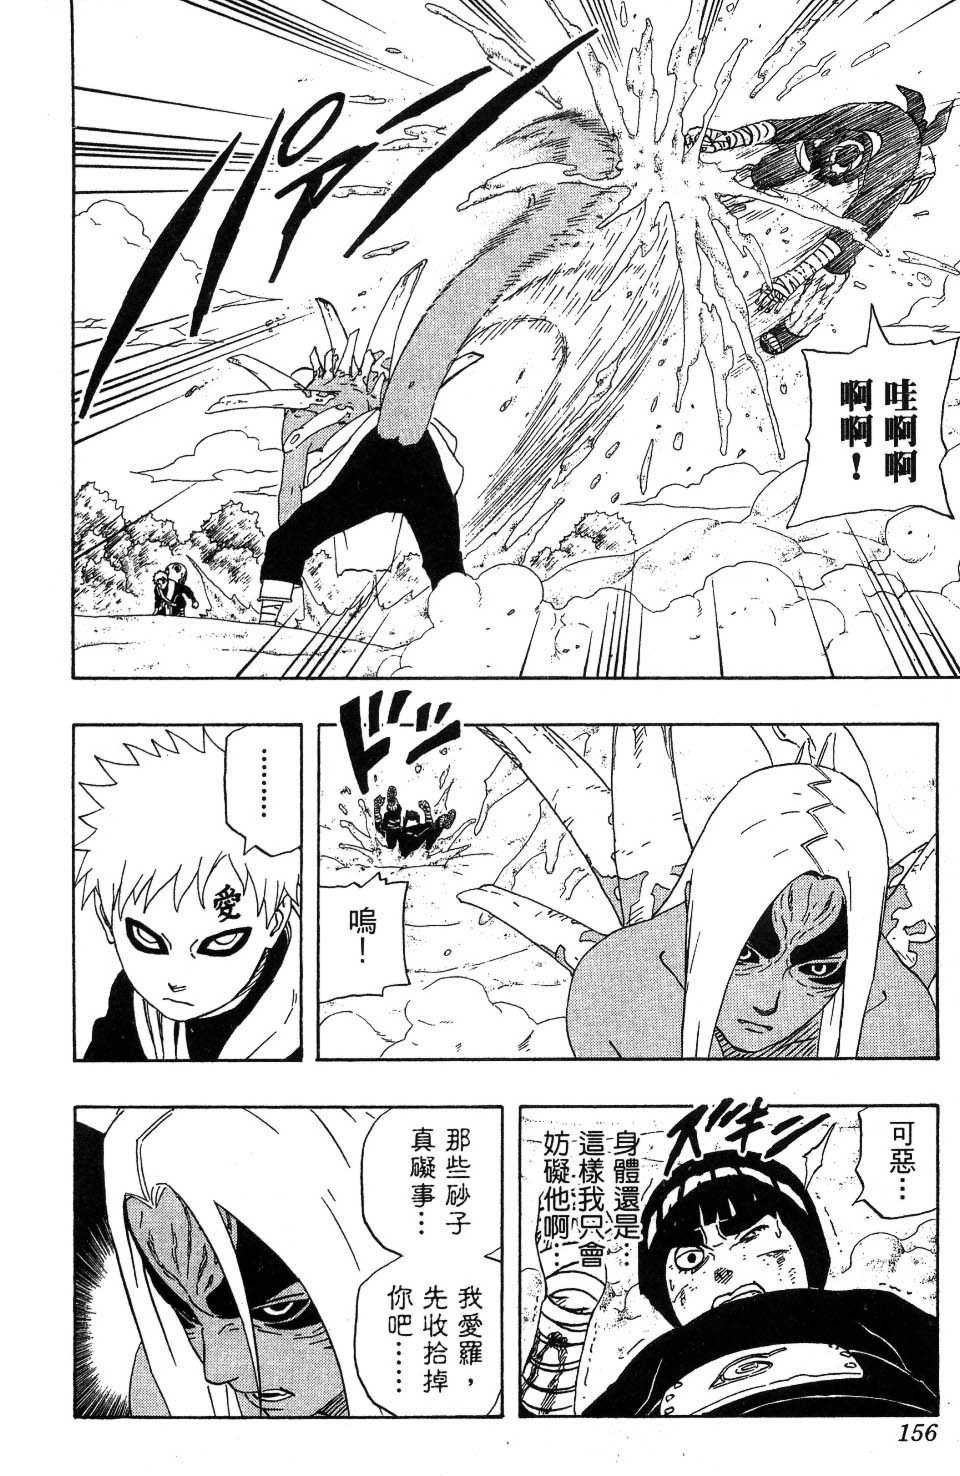 パァン
哇啊啊
啊啊！
ドッ
嗚！
………
愛
可惡…
ズキン
身體還是…
這樣我只會
妨礙他啊…
那些砂子
真礙事…
我愛羅，
先收拾掉
你吧……
156